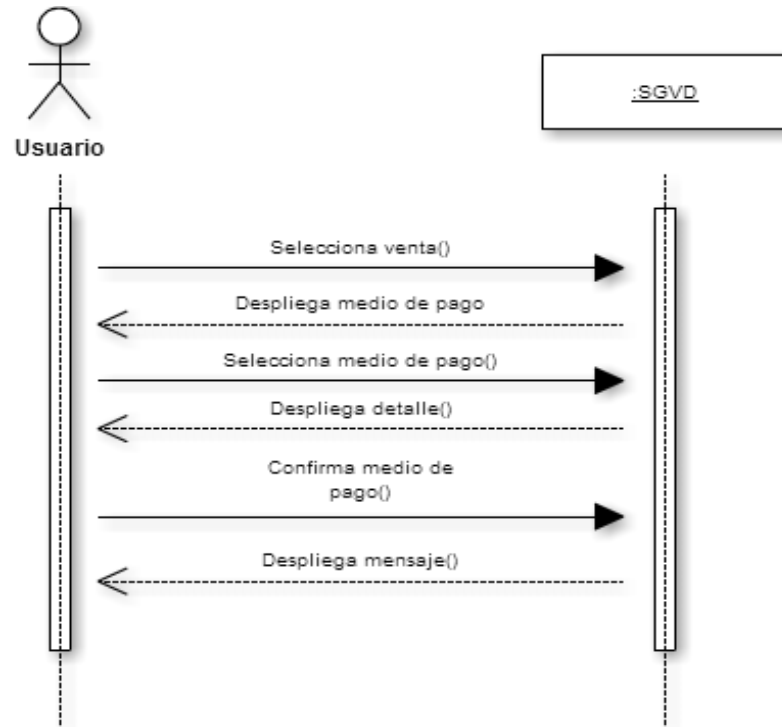 Usuario
:SGVD
Selecciona venta()
Despliega medio de pago
Selecciona medio de pago()
Despliega detalle()
Confirma medio de
pago()
Despliega mensaje()